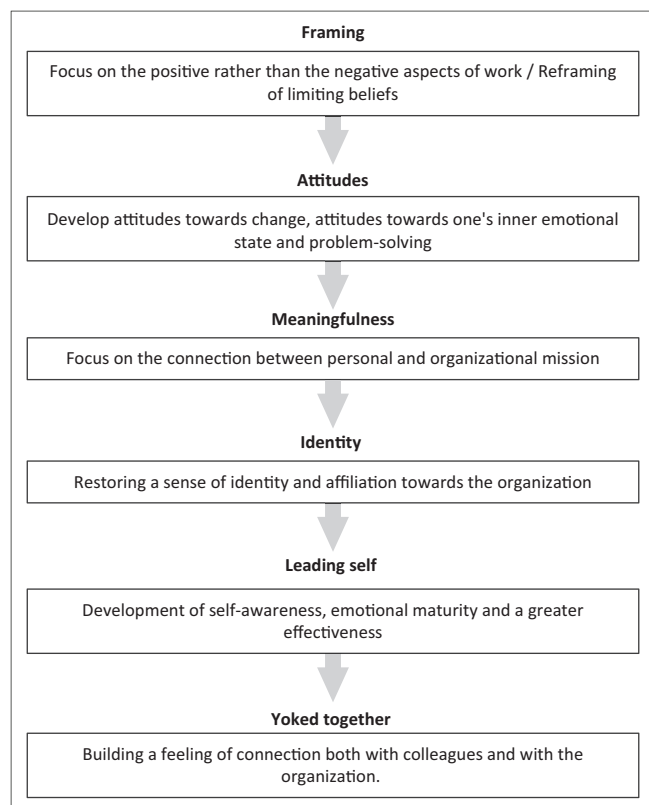 Framing
Focus on the positive rather than the negative aspects of work / Reframing
of limiting beliefs
Attitudes
Develop attitudes towards change, attitudes towards one's inner emotional
state and problem-solving
Meaningfulness
Focus on the connection between personal and organizational mission
Identity
Restoring a sense of identity and affiliation towards the organization
Leading self
Development of self-awareness, emotional maturity and a greater
effectiveness
Yoked together
Building a feeling of connection both with colleagues and with the
organization.